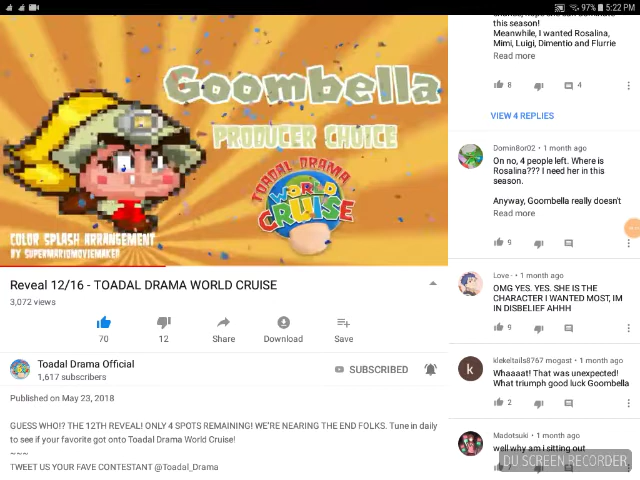 97% 5:22 PM
Goombella
PRODUCER CHOICE
TOADAL DRAMA
WORLD
CRUISE
COLOR SPLASH ARRANGEMENT
BY SUPERMARIOMOVIEMAKER
Reveal 12/16 - TOADAL DRAMA WORLD CRUISE
3,072 views
70 12 Share Download Save
Toadal Drama Official
1,617 subscribers
SUBSCRIBED
Published on May 23, 2018
GUESS WHO!? THE 12TH REVEAL! ONLY 4 SPOTS REMAINING! WE'RE NEARING THE END FOLKS. Tune in daily
to see if your favorite got onto Toadal Drama World Cruise!
~~~
TWEET US YOUR FAVE CONTESTANT @Toadal_Drama
this season!
Meanwhile, I wanted Rosalina,
Mimi, Luigi, Dimentio and Flurrie
Read more
8 4
VIEW 4 REPLIES
Domin8or02 • 1 month ago
On no, 4 people left. Where is
Rosalina??? I need her in this
season.
Anyway, Goombella really doesn't
Read more
9
Love - • 1 month ago
OMG YES. YES. SHE IS THE
CHARACTER I WANTED MOST, IM
IN DISBELIEF AHHH
9
k
klekeltails8767 mogast • 1 month ago
Whaaaat! That was unexpected!
What triumph good luck Goombella
2
Madotsuki • 1 month ago
well why am i sitting out
DU SCREEN RECORDER